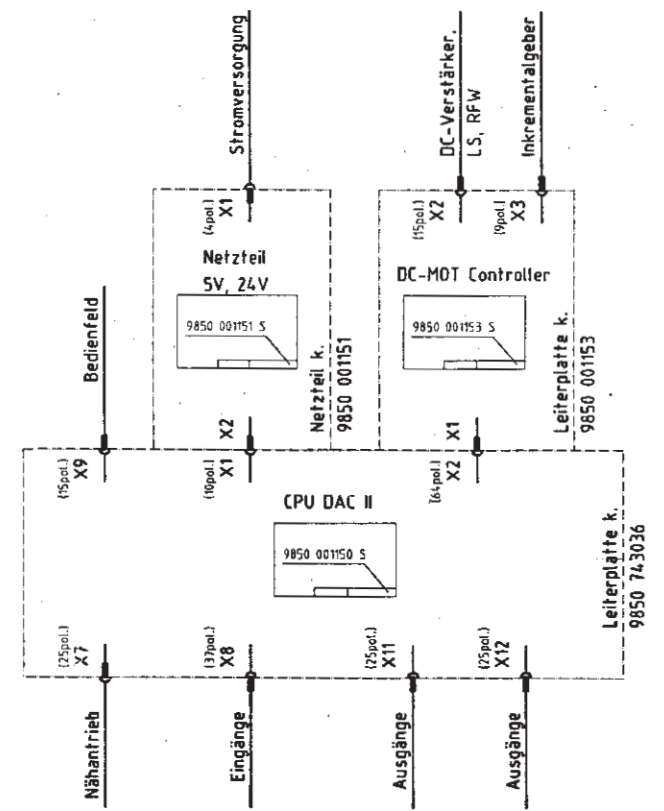 Stromversorgung
DC-Verstärker,
LS, RFW
Inkrementalgeber
(4pol.)
X1
(15pol.)
X2
(9pol.)
X3
Bedienfeld
Netzteil
5V, 24V
9850 001151 S
Netzteil k.
9850 001151
DC-MOT Controller
9850 001153 S
Leiterplatte k.
9850 001153
(15pol.)
X9
X2
(10pol.)
X1
X1
(64pol.)
X2
CPU DAC II
9850 001150 S
Leiterplatte k.
9850 743036
(25pol.)
X7
(37pol.)
X8
(25pol.)
X11
(25pol.)
X12
Nähantrieb
Eingänge
Ausgänge
Ausgänge